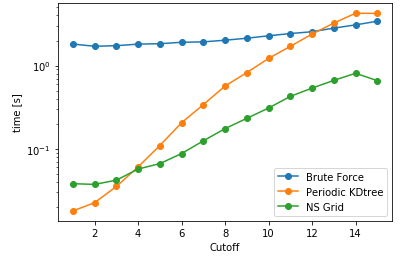 time [s]
10⁰
10⁻¹
2 4 6 8 10 12 14
Cutoff
Brute Force
Periodic KDtree
NS Grid